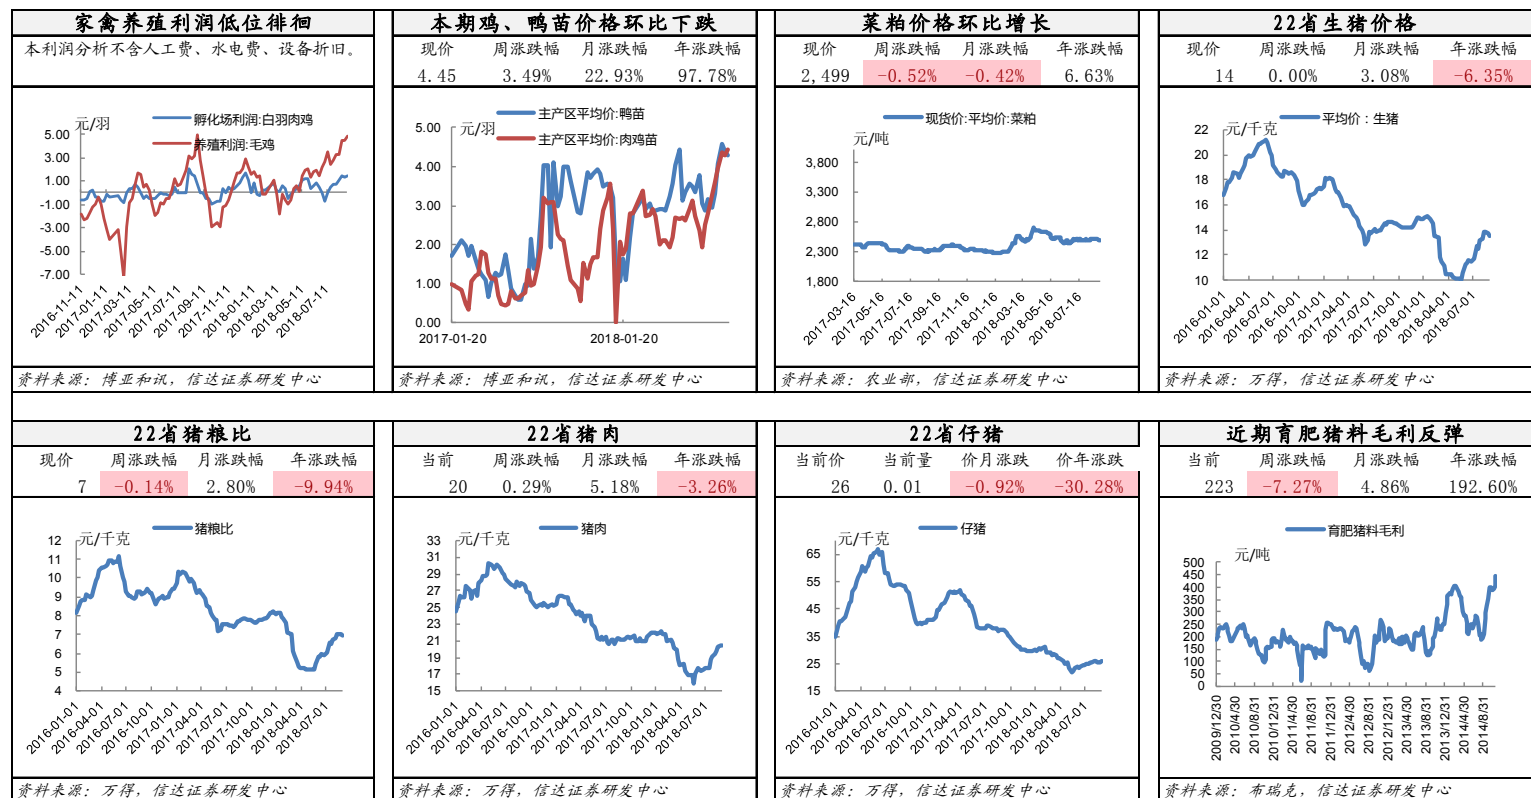 家禽养殖利润低位徘徊
本利润分析不含人工费、水电费、设备折旧。
元/羽
孵化场利润:白羽肉鸡
养殖利润:毛鸡
5.00
3.00
1.00
-1.00
-3.00
-5.00
-7.00
2016-11-11
2017-01-11
2017-03-11
2017-05-11
2017-07-11
2017-09-11
2017-11-11
2018-01-11
2018-03-11
2018-05-11
2018-07-11
资料来源：博亚和讯，信达证券研发中心
本期鸡、鸭苗价格环比下跌
现价 周涨跌幅 月涨跌幅 年涨跌幅
4.45 3.49% 22.93% 97.78%
元/羽
主产区平均价:鸭苗
主产区平均价:肉鸡苗
5.00
4.00
3.00
2.00
1.00
0.00
2017-01-20 2018-01-20
资料来源：博亚和讯，信达证券研发中心
菜粕价格环比增长
现价 周涨跌幅 月涨跌幅 年涨跌幅
2,499 -0.52% -0.42% 6.63%
现货价:平均价:菜粕
元/吨
3,800
3,300
2,800
2,300
1,800
2017-03-16
2017-05-16
2017-07-16
2017-09-16
2017-11-16
2018-01-16
2018-03-16
2018-05-16
2018-07-16
资料来源：农业部，信达证券研发中心
22省生猪价格
现价 周涨跌幅 月涨跌幅 年涨跌幅
14 0.00% 3.08% -6.35%
元/千克
平均价：生猪
22
20
18
16
14
12
10
2016-01-01
2016-04-01
2016-07-01
2016-10-01
2017-01-01
2017-04-01
2017-07-01
2017-10-01
2018-01-01
2018-04-01
2018-07-01
资料来源：万得，信达证券研发中心
22省猪粮比
现价 周涨跌幅 月涨跌幅 年涨跌幅
7 -0.14% 2.80% -9.94%
猪粮比
元/千克
12
11
10
9
8
7
6
5
4
2016-01-01
2016-04-01
2016-07-01
2016-10-01
2017-01-01
2017-04-01
2017-07-01
2017-10-01
2018-01-01
2018-04-01
2018-07-01
资料来源：万得，信达证券研发中心
22省猪肉
当前 周涨跌幅 月涨跌幅 年涨跌幅
20 0.29% 5.18% -3.26%
猪肉
元/千克
33
31
29
27
25
23
21
19
17
15
2016-01-01
2016-04-01
2016-07-01
2016-10-01
2017-01-01
2017-04-01
2017-07-01
2017-10-01
2018-01-01
2018-04-01
2018-07-01
资料来源：万得，信达证券研发中心
22省仔猪
当前价 当前量 价月涨跌 价年涨跌
26 0.01 -0.92% -30.28%
仔猪
元/千克
65
55
45
35
25
15
2016-01-01
2016-04-01
2016-07-01
2016-10-01
2017-01-01
2017-04-01
2017-07-01
2017-10-01
2018-01-01
2018-04-01
2018-07-01
资料来源：万得，信达证券研发中心
近期育肥猪料毛利反弹
当前 周涨跌幅 月涨跌幅 年涨跌幅
223 -7.27% 4.86% 192.60%
育肥猪料毛利
元/吨
500
450
400
350
300
250
200
150
100
50
0
2009/12/30
2010/4/30
2010/8/31
2010/12/31
2011/4/30
2011/8/31
2011/12/31
2012/4/30
2012/8/31
2012/12/31
2013/4/30
2013/8/31
2013/12/31
2014/4/30
2014/8/31
资料来源：布瑞克，信达证券研发中心